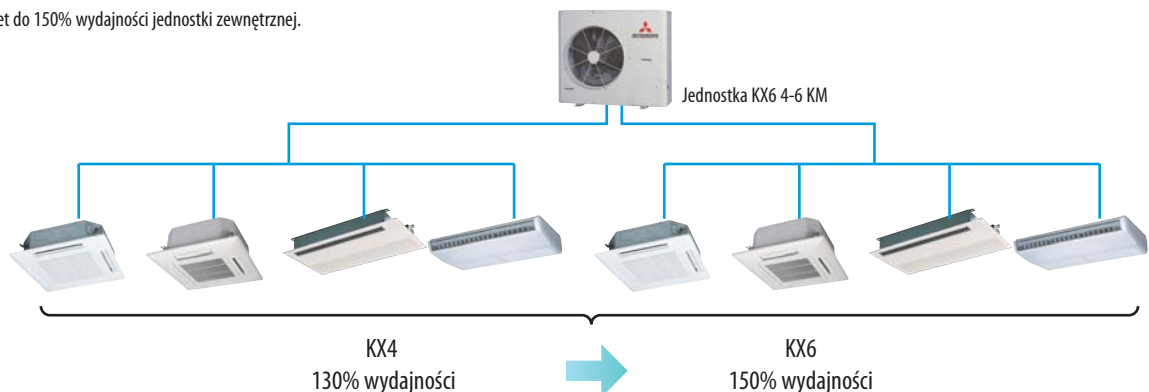 et do 150% wydajności jednostki zewnętrznej.
Jednostka KX6 4-6 KM
KX4
130% wydajności
KX6
150% wydajności